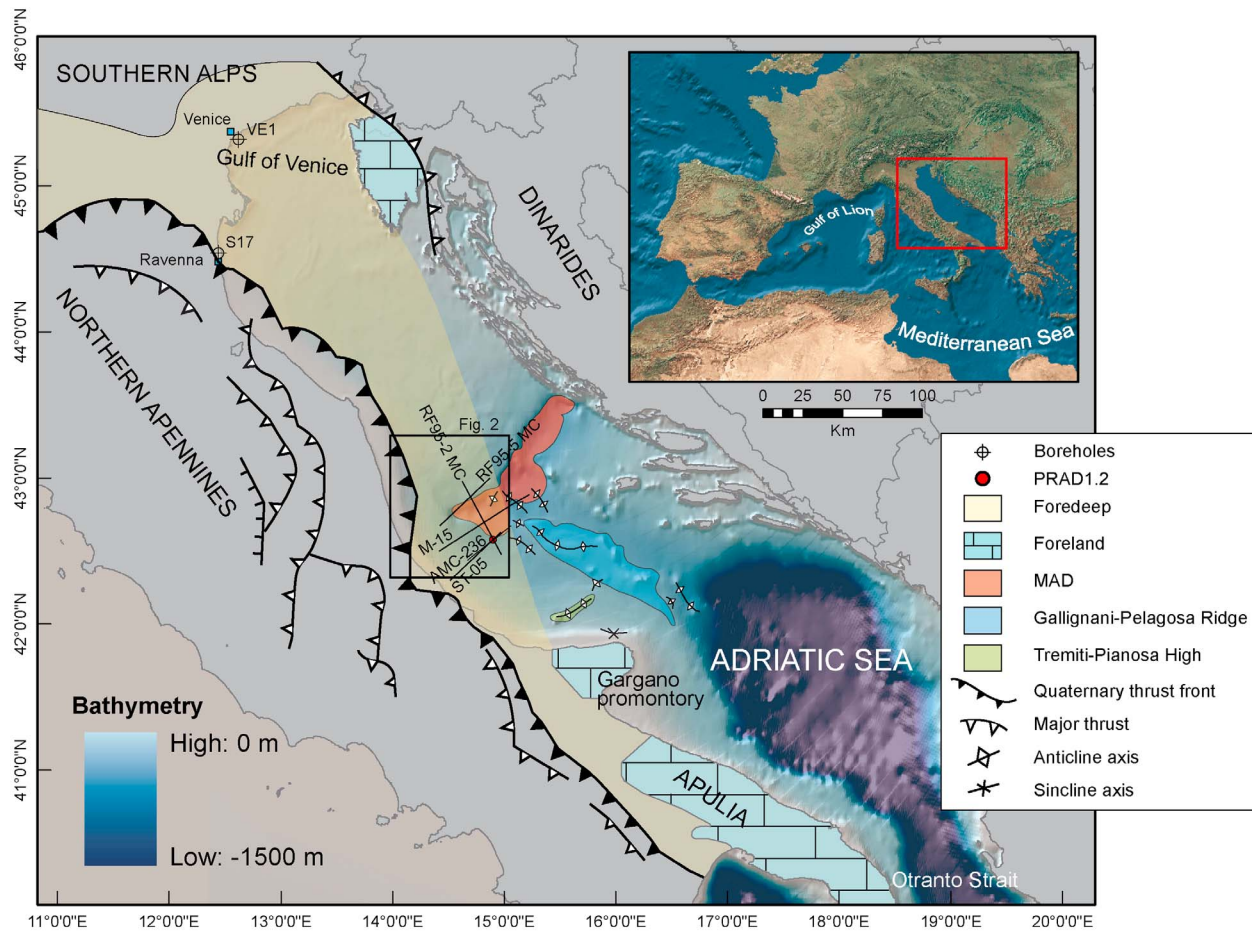 46°0'0"N
45°0'0"N
44°0'0"N
43°0'0"N
42°0'0"N
41°0'0"N
SOUTHERN ALPS
Venice
VE1
Gulf of Venice
S17
Ravenna
DINARIDES
NORTHERN APENNINES
Fig. 2
RF95-2 MC
RF95-5 MC
M-15
AMC-236
ST-05
ADRIATIC SEA
Gargano
promontory
APULIA
Otranto Strait
Gulf of Lion
Mediterranean Sea
0 25 50 75 100
Km
Boreholes
PRAD1.2
Foredeep
Foreland
MAD
Gallignani-Pelagosa Ridge
Tremiti-Pianosa High
Quaternary thrust front
Major thrust
Anticline axis
Sincline axis
Bathymetry
High: 0 m
Low: -1500 m
11°0'0"E 12°0'0"E 13°0'0"E 14°0'0"E 15°0'0"E 16°0'0"E 17°0'0"E 18°0'0"E 19°0'0"E 20°0'0"E